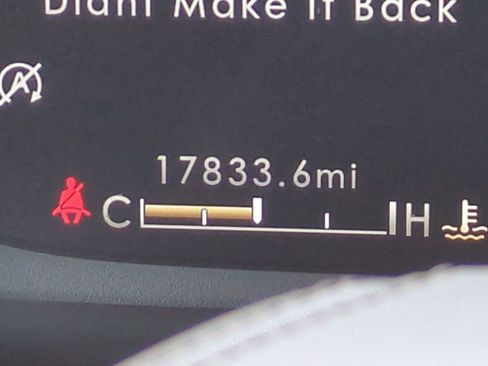 Didn't Make It Back
A
17833.6mi
C H